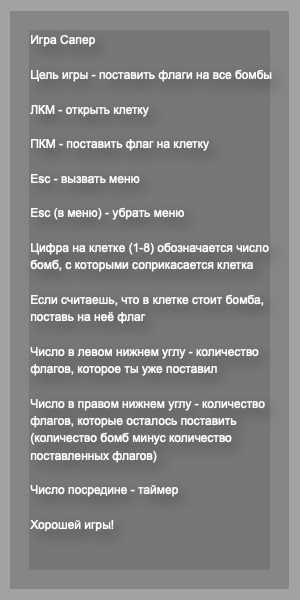 Игра Сапер
Цель игры - поставить флаги на все бомбы
ЛКМ - открыть клетку
ПКМ - поставить флаг на клетку
Esc - вызвать меню
Esc (в меню) - убрать меню
Цифра на клетке (1-8) обозначается число
бомб, с которыми соприкасается клетка
Если считаешь, что в клетке стоит бомба,
поставь на неё флаг
Число в левом нижнем углу - количество
флагов, которое ты уже поставил
Число в правом нижнем углу - количество
флагов, которые осталось поставить
(количество бомб минус количество
поставленных флагов)
Число посредине - таймер
Хорошей игры!